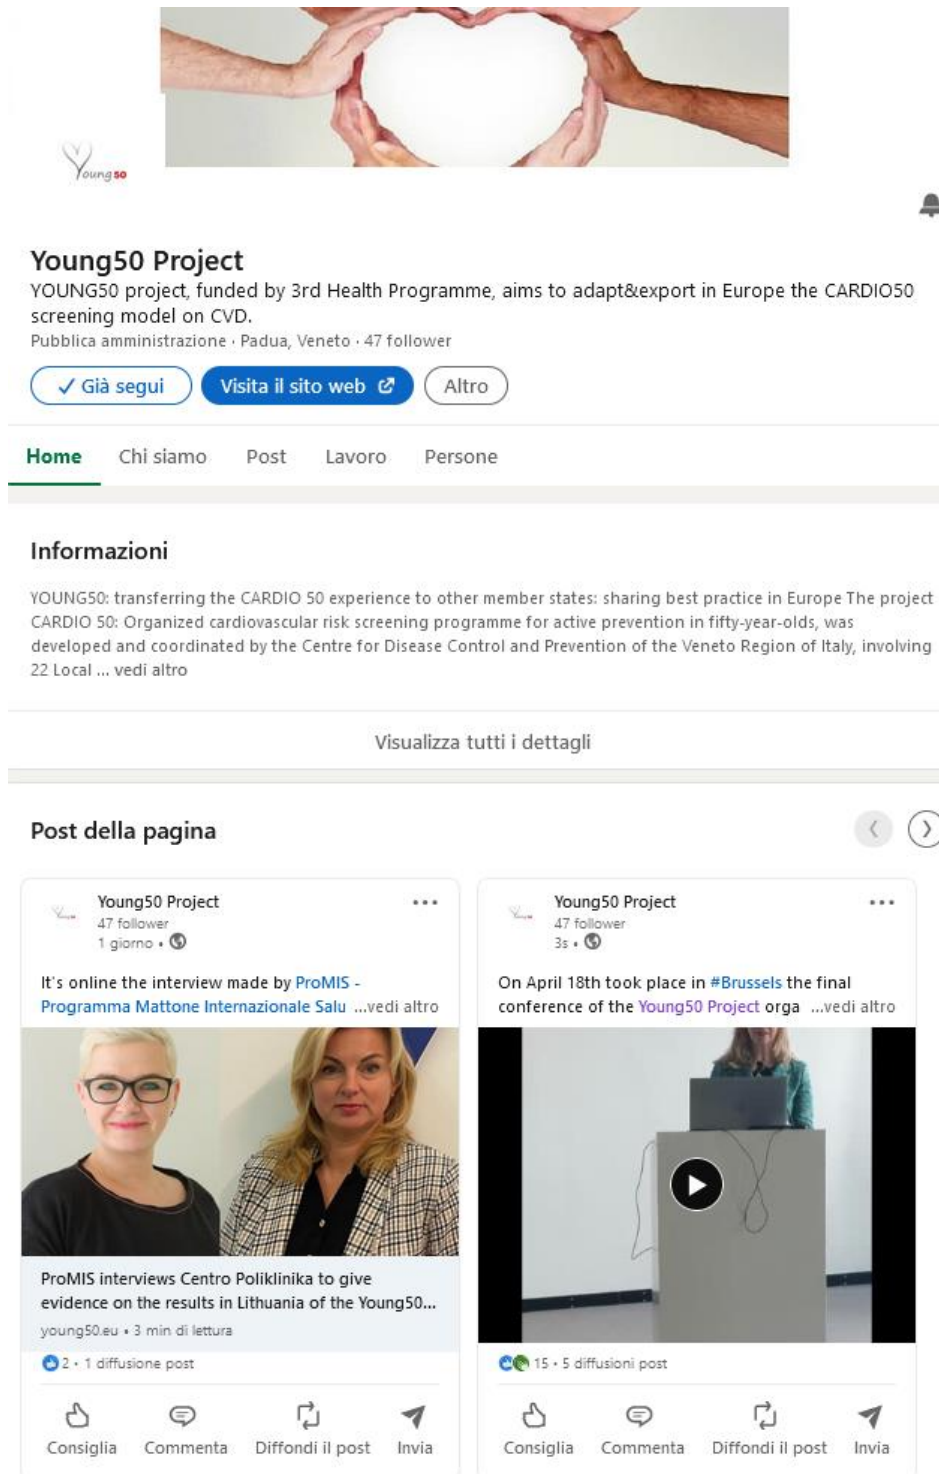 Young50
Young50 Project
YOUNG50 project, funded by 3rd Health Programme, aims to adapt&export in Europe the CARDIO50
screening model on CVD.
Pubblica amministrazione · Padua, Veneto · 47 follower
Già segui
Visita il sito web
Altro
Home
Chi siamo
Post
Lavoro
Persone
Informazioni
YOUNG50: transferring the CARDIO 50 experience to other member states: sharing best practice in Europe The project
CARDIO 50: Organized cardiovascular risk screening programme for active prevention in fifty-year-olds, was
developed and coordinated by the Centre for Disease Control and Prevention of the Veneto Region of Italy, involving
22 Local ... vedi altro
Visualizza tutti i dettagli
Post della pagina
Young50 Project
47 follower
1 giorno •
It's online the interview made by ProMIS -
Programma Mattone Internazionale Salu ...vedi altro
ProMIS interviews Centro Poliklinika to give
evidence on the results in Lithuania of the Young50...
young50.eu • 3 min di lettura
2 · 1 diffusione post
Consiglia
Commenta
Diffondi il post
Invia
Young50 Project
47 follower
3s •
On April 18th took place in #Brussels the final
conference of the Young50 Project orga ...vedi altro
15 · 5 diffusioni post
Consiglia
Commenta
Diffondi il post
Invia